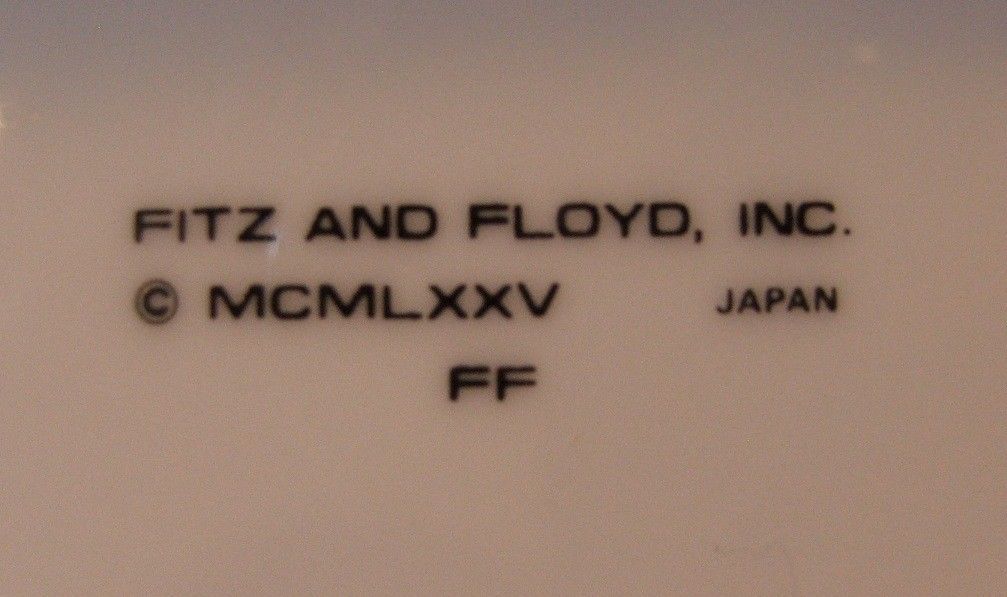 FITZ AND FLOYD, INC.
© MCMLXXV JAPAN
FF